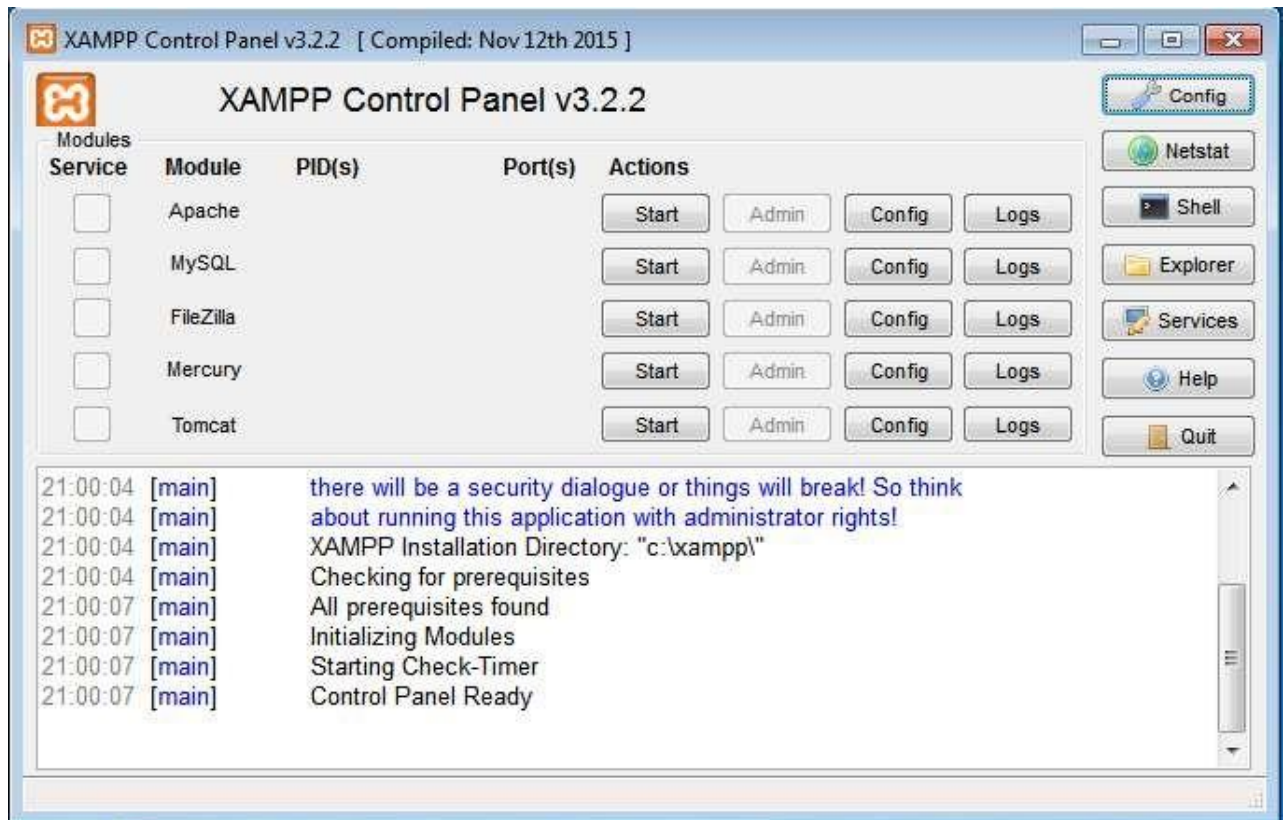 XAMPP Control Panel v3.2.2 [ Compiled: Nov 12th 2015 ]
XAMPP Control Panel v3.2.2
Config
Modules
Service Module PID(s) Port(s) Actions
Netstat
Apache Start Admin Config Logs
Shell
MySQL Start Admin Config Logs
Explorer
FileZilla Start Admin Config Logs
Services
Mercury Start Admin Config Logs
Help
Tomcat Start Admin Config Logs
Quit
21:00:04 [main] there will be a security dialogue or things will break! So think
21:00:04 [main] about running this application with administrator rights!
21:00:04 [main] XAMPP Installation Directory: "c:\xampp\"
21:00:04 [main] Checking for prerequisites
21:00:07 [main] All prerequisites found
21:00:07 [main] Initializing Modules
21:00:07 [main] Starting Check-Timer
21:00:07 [main] Control Panel Ready